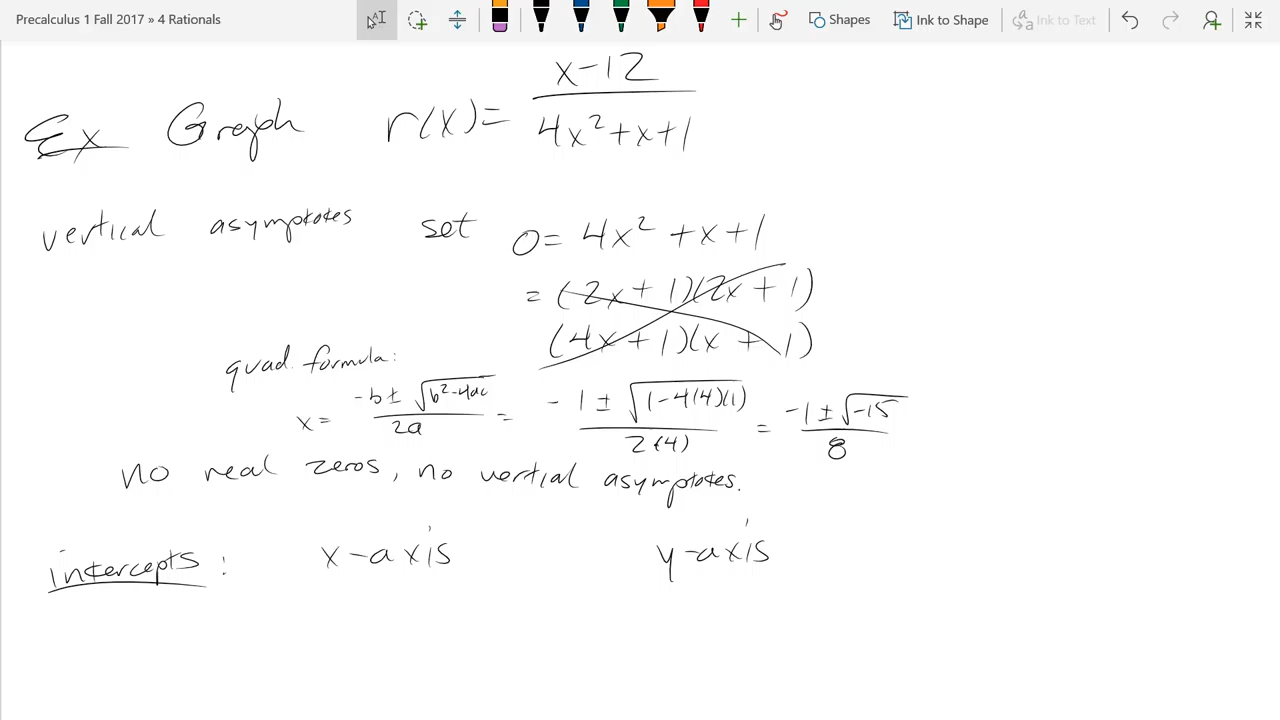 Precalculus 1 Fall 2017 » 4 Rationals
Shapes
Ink to Shape
Ink to Text
Ex Graph r(x) = (x-12)/(4x²+x+1)
vertical asymptotes set 0 = 4x² + x + 1
= (2x + 1)(2x + 1)
(4x + 1)(x + 1)
quad. formula:
x = (-b ± √(b²-4ac))/(2a) = (-1 ± √(1-4(4)(1)))/(2(4)) = (-1 ± √-15)/8
no real zeros, no vertical asymptotes.
intercepts: x-axis y-axis